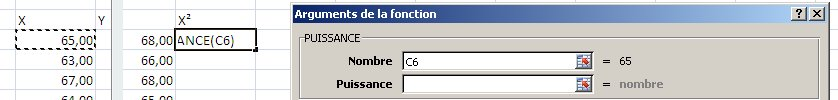 X Y X²
65,00 68,00 ANCE(C6)
63,00 66,00
67,00 68,00
Arguments de la fonction
PUISSANCE
Nombre C6 = 65
Puissance = nombre